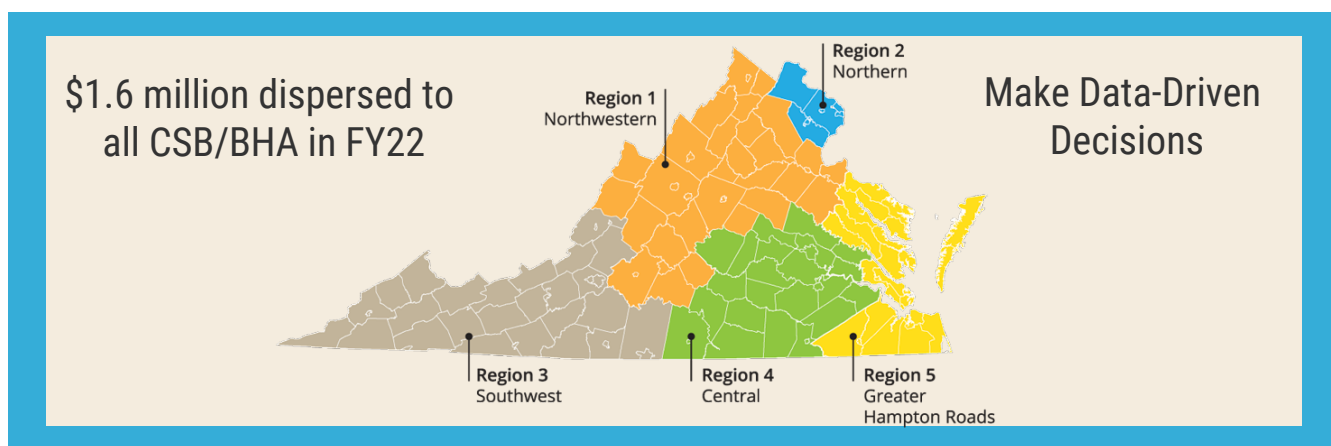 $1.6 million dispersed to
all CSB/BHA in FY22
Region 1
Northwestern
Region 2
Northern
Make Data-Driven
Decisions
Region 3
Southwest
Region 4
Central
Region 5
Greater
Hampton Roads